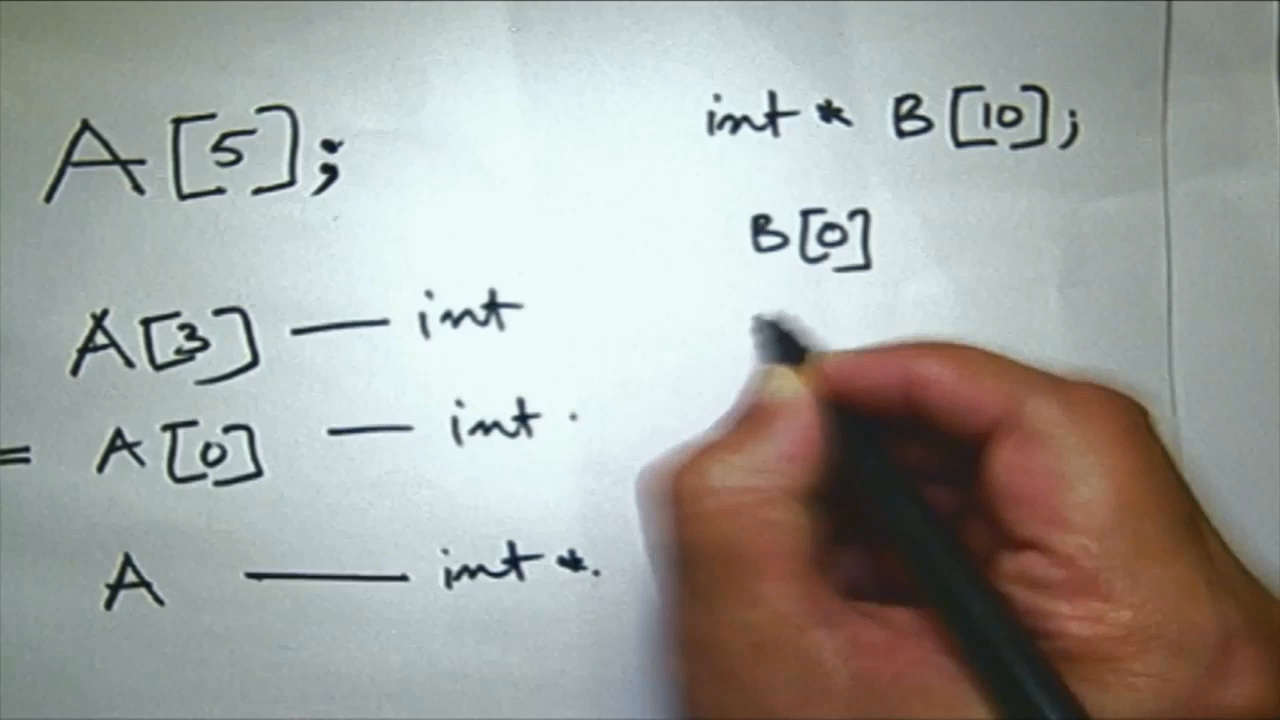 A[5];
A[3] — int
= A[0] — int.
A — int *.
int * B[10];
B[0]